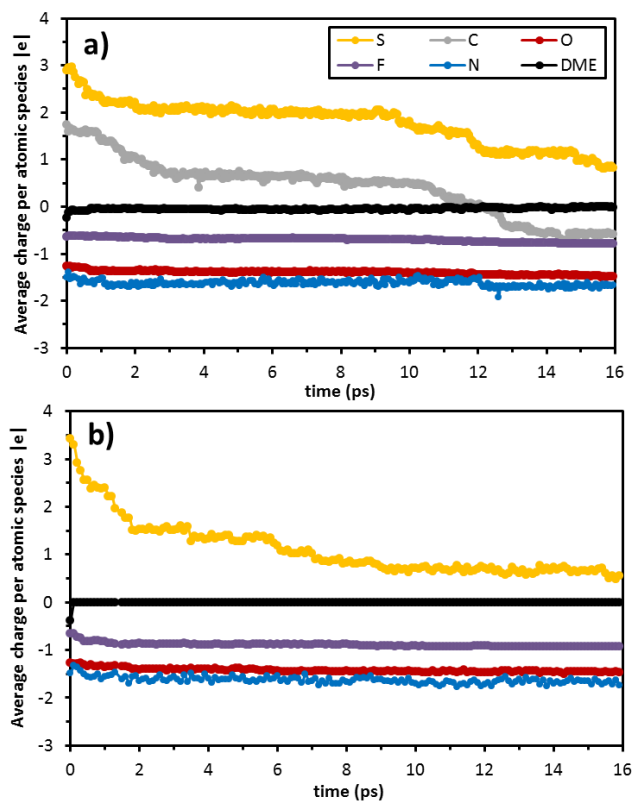 a)
S C O
F N DME
Average charge per atomic species |e|
4
3
2
1
0
-1
-2
-3
0 2 4 6 8 10 12 14 16
time (ps)
b)
Average charge per atomic species |e|
4
3
2
1
0
-1
-2
-3
0 2 4 6 8 10 12 14 16
time (ps)